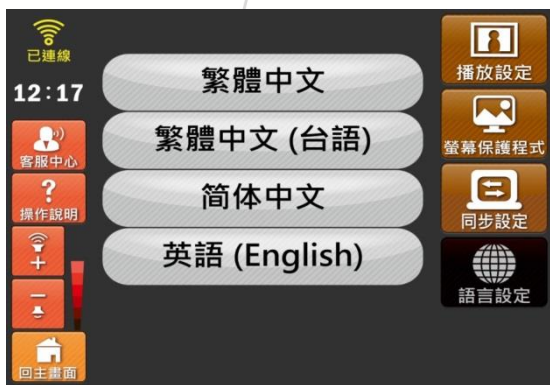 已連線
12:17
客服中心
?
操作說明
+
−
回主畫面
繁體中文
繁體中文 (台語)
简体中文
英語 (English)
播放設定
螢幕保護程式
同步設定
語言設定